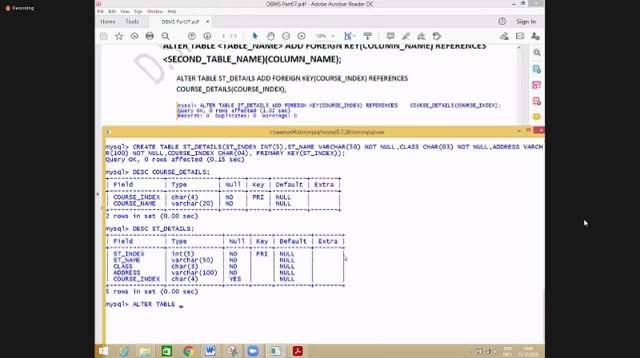 Recording
DBMS Part07.pdf - Adobe Acrobat Reader DC
Home
Tools
DBMS Part07.pdf
Sign In
ALTER TABLE <TABLE_NAME> ADD FOREIGN KEY(COLUMN_NAME) REFERENCES
<SECOND_TABLE_NAME)(COLUMN_NAME);
ALTER TABLE ST_DETAILS ADD FOREIGN KEY(COURSE_INDEX) REFERENCES
COURSE_DETAILS(COURSE_INDEX);
mysql> ALTER TABLE ST_DETAILS ADD FOREIGN KEY(COURSE_INDEX) REFERENCES COURSE_DETAILS(COURSE_INDEX);
Query OK, 0 rows affected (1.02 sec)
Records: 0 Duplicates: 0 Warnings: 0
mysql> CREATE TABLE ST_DETAILS(ST_INDEX INT(5),ST_NAME VARCHAR(50) NOT NULL,CLASS CHAR(03) NOT NULL,ADDRESS VARCH
R(100) NOT NULL,COURSE_INDEX CHAR(04), PRIMARY KEY(ST_INDEX));
Query OK, 0 rows affected (0.15 sec)
mysql> DESC COURSE_DETAILS;
| Field | Type | Null | Key | Default | Extra |
| COURSE_INDEX | char(4) | NO | PRI | NULL | |
| COURSE_NAME | varchar(20) | NO | | NULL | |
2 rows in set (0.00 sec)
mysql> DESC ST_DETAILS;
| Field | Type | Null | Key | Default | Extra |
| ST_INDEX | int(5) | NO | PRI | NULL | |
| ST_NAME | varchar(50) | NO | | NULL | |
| CLASS | char(3) | NO | | NULL | |
| ADDRESS | varchar(100) | NO | | NULL | |
| COURSE_INDEX | char(4) | YES | | NULL | |
5 rows in set (0.00 sec)
mysql> ALTER TABLE _